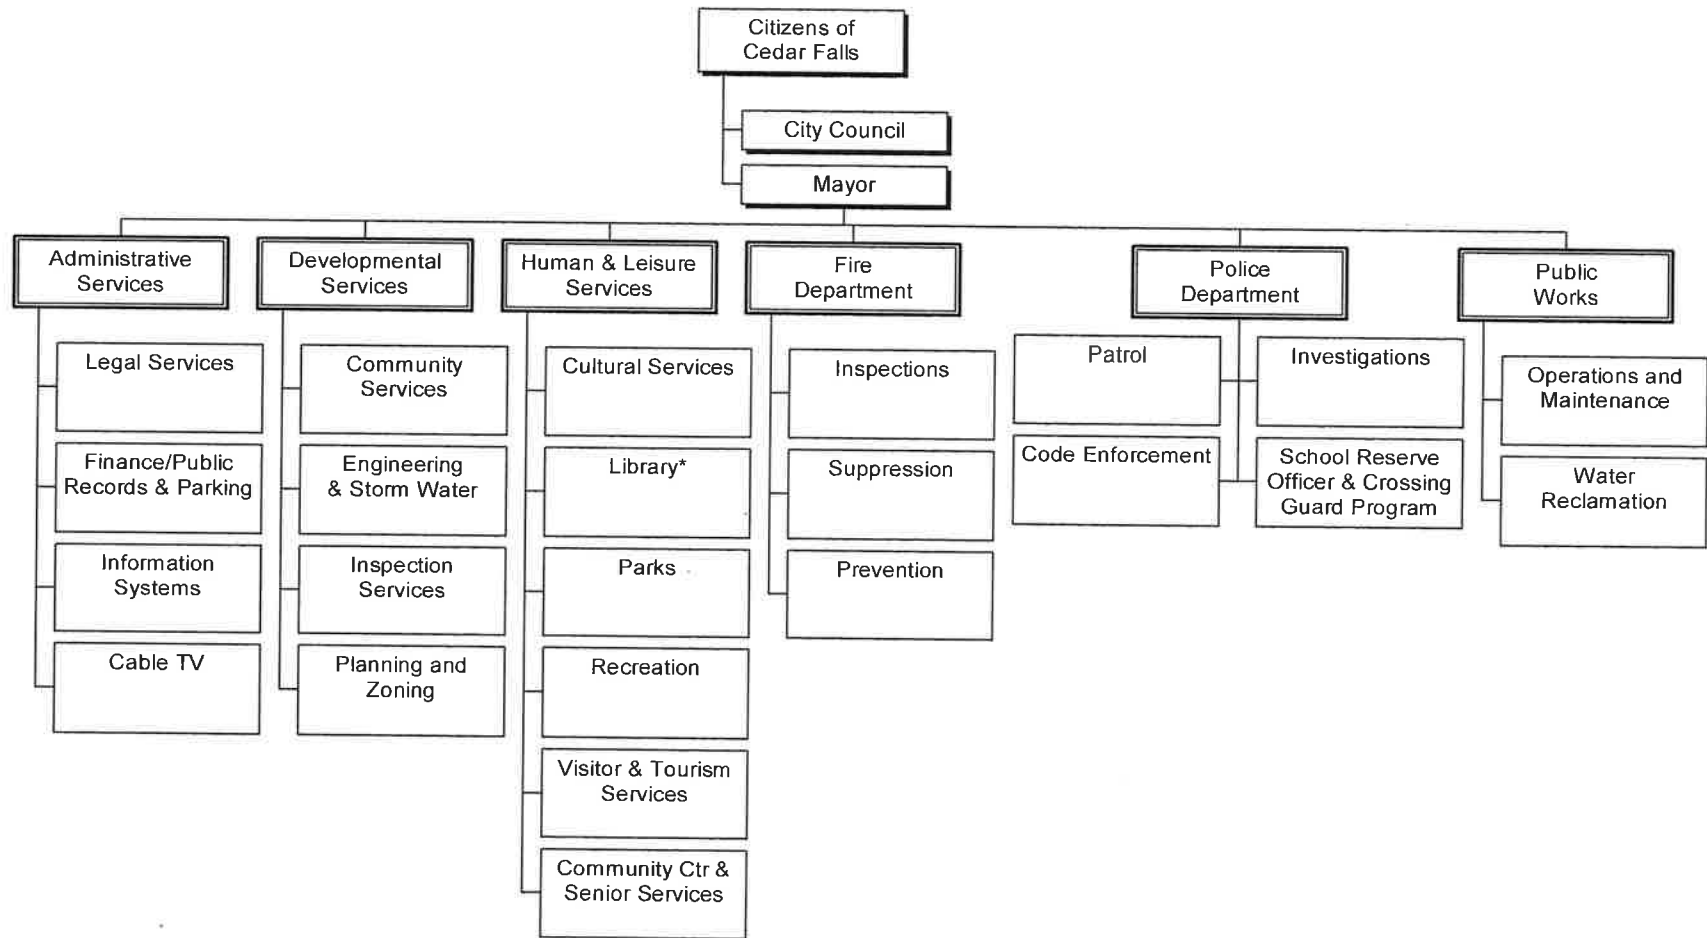 Citizens of
Cedar Falls
City Council
Mayor
Administrative
Services
Developmental
Services
Human & Leisure
Services
Fire
Department
Police
Department
Public
Works
Legal Services
Finance/Public
Records & Parking
Information
Systems
Cable TV
Community
Services
Engineering
& Storm Water
Inspection
Services
Planning and
Zoning
Cultural Services
Library*
Parks
Recreation
Visitor & Tourism
Services
Community Ctr &
Senior Services
Inspections
Suppression
Prevention
Patrol
Investigations
Code Enforcement
School Reserve
Officer & Crossing
Guard Program
Operations and
Maintenance
Water
Reclamation